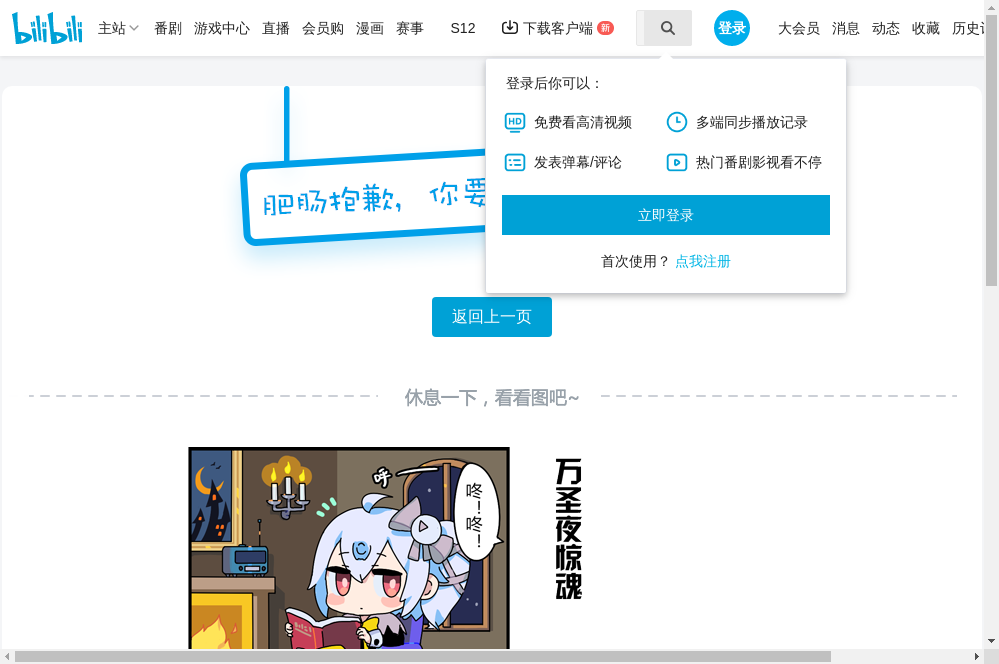 bilibili 主站 番剧 游戏中心 直播 会员购 漫画 赛事 S12 下载客户端 新 登录 大会员 消息 动态 收藏
登录后你可以：
HD 免费看高清视频 多端同步播放记录
发表弹幕/评论 热门番剧影视看不停
立即登录
首次使用？ 点我注册
肥肠抱歉，你要
返回上一页
休息一下，看看图吧~
呼
咚！咚！
万圣夜惊魂